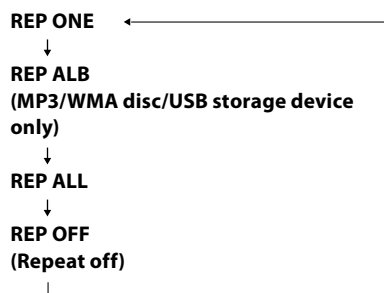 REP ONE
REP ALB
(MP3/WMA disc/USB storage device
only)
REP ALL
REP OFF
(Repeat off)